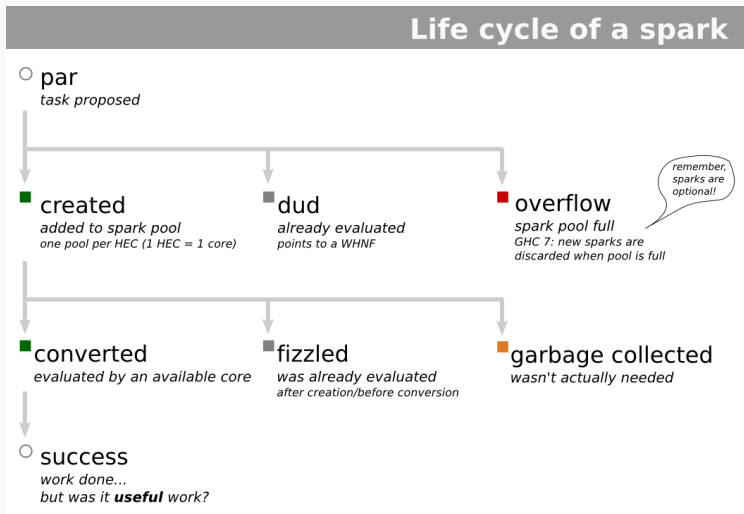 Life cycle of a spark
par
task proposed
remember,
sparks are
optional!
created
added to spark pool
one pool per HEC (1 HEC = 1 core)
dud
already evaluated
points to a WHNF
overflow
spark pool full
GHC 7: new sparks are
discarded when pool is full
converted
evaluated by an available core
fizzled
was already evaluated
after creation/before conversion
garbage collected
wasn't actually needed
success
work done...
but was it useful work?